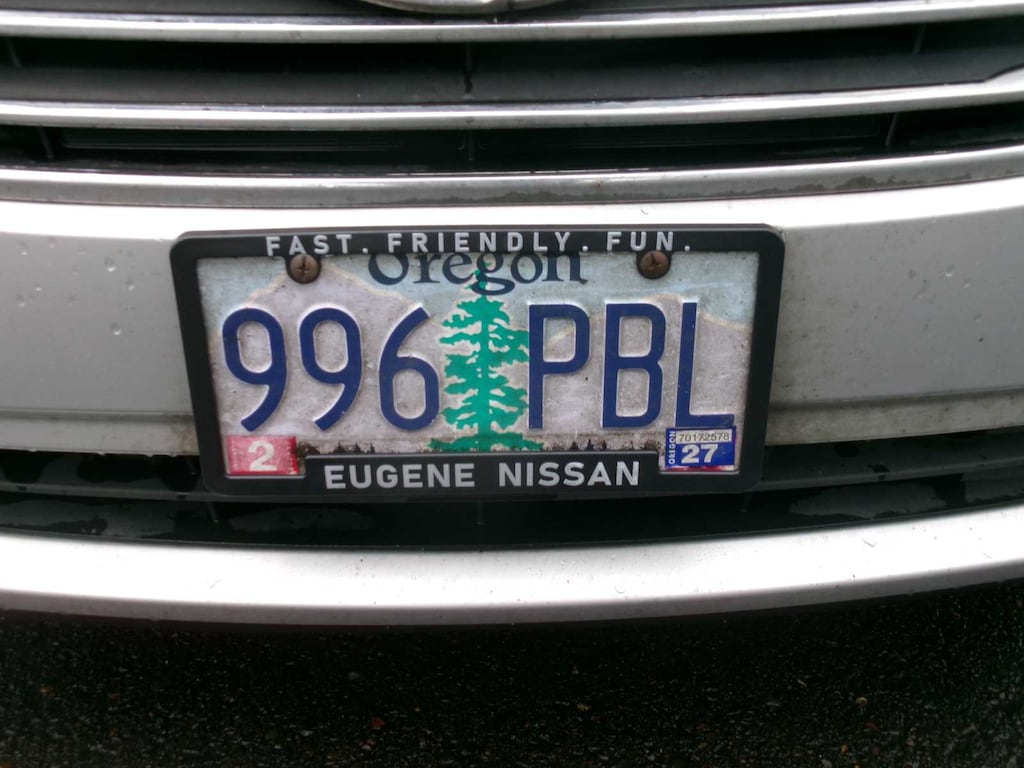 FAST. FRIENDLY. FUN.
Oregon
996 PBL
2
OREGON
70172578
27
EUGENE NISSAN